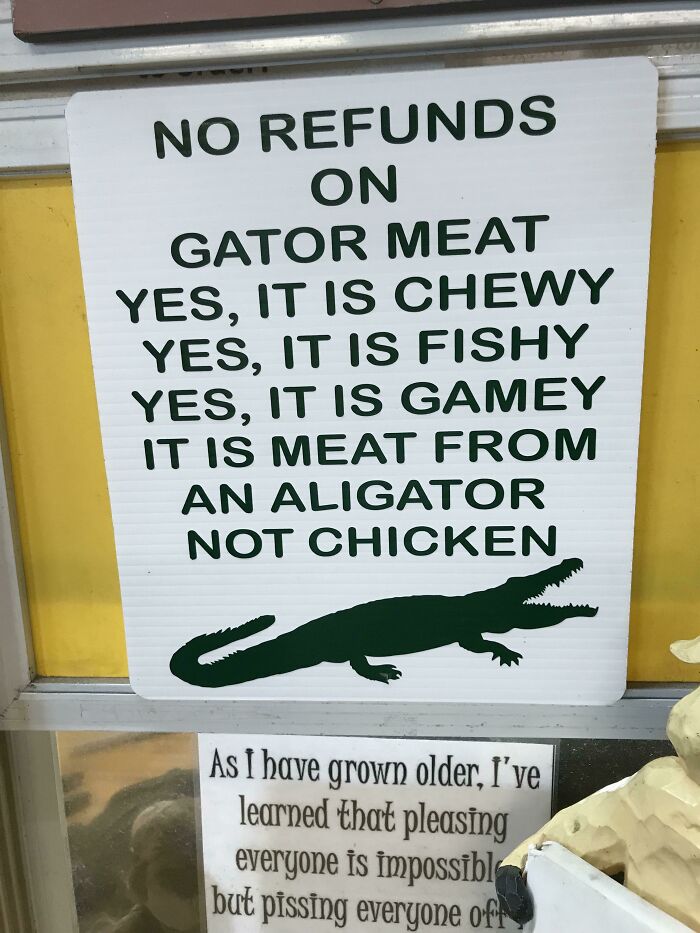 NO REFUNDS
ON
GATOR MEAT
YES, IT IS CHEWY
YES, IT IS FISHY
YES, IT IS GAMEY
IT IS MEAT FROM
AN ALIGATOR
NOT CHICKEN
As I have grown older, I've
learned that pleasing
everyone is
but pissing everyone